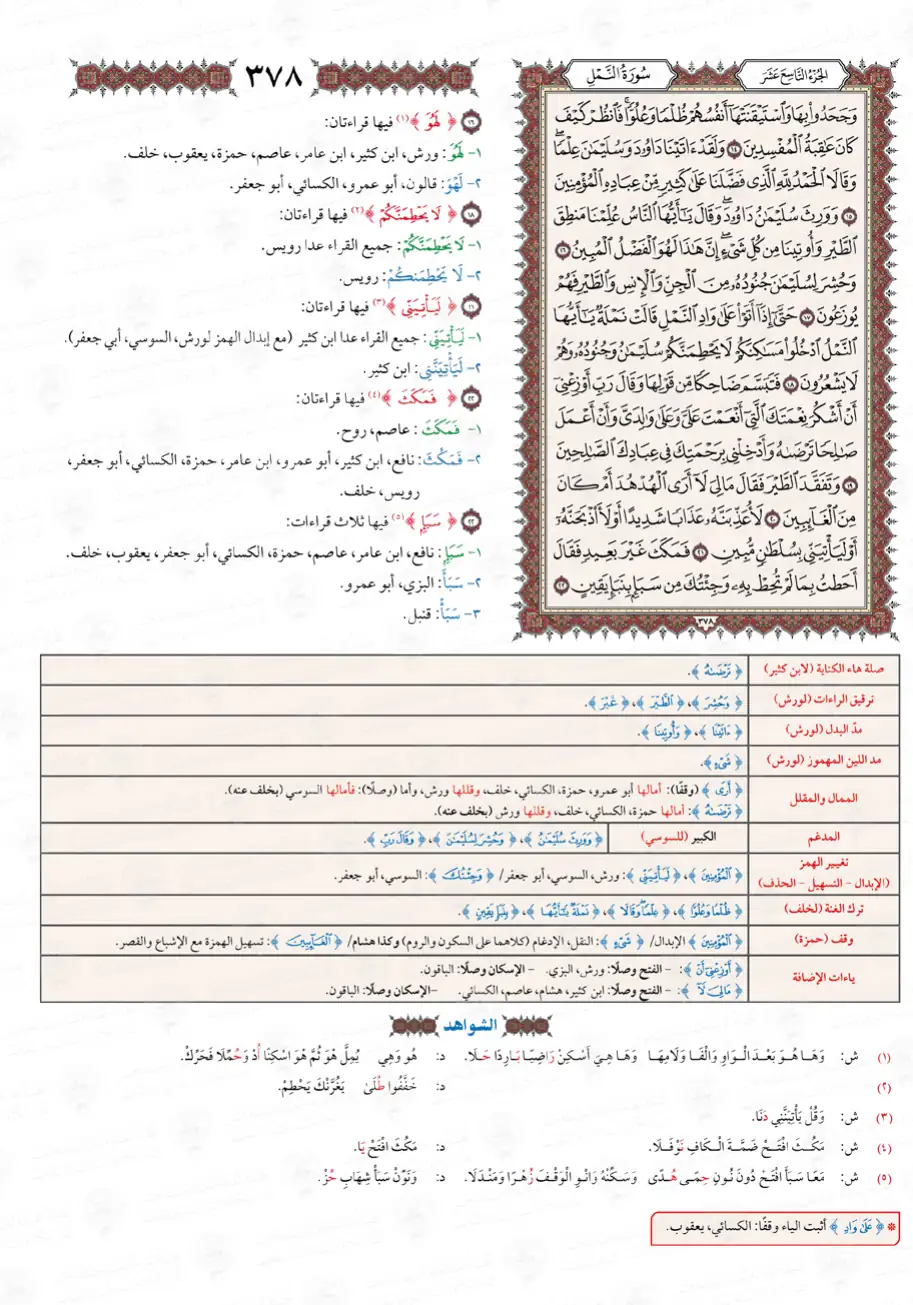 الجزء التاسع عشر
سورة النمل
وَجَحَدُوا۟ بِهَا وَٱسْتَيْقَنَتْهَآ أَنفُسُهُمْ ظُلْمًا وَعُلُوًّا ۚ فَٱنظُرْ كَيْفَ
كَانَ عَٰقِبَةُ ٱلْمُفْسِدِينَ ١٤ وَلَقَدْ ءَاتَيْنَا دَاوُۥدَ وَسُلَيْمَٰنَ عِلْمًا ۖ
وَقَالَا ٱلْحَمْدُ لِلَّهِ ٱلَّذِى فَضَّلَنَا عَلَىٰ كَثِيرٍ مِّنْ عِبَادِهِ ٱلْمُؤْمِنِينَ
١٥ وَوَرِثَ سُلَيْمَٰنُ دَاوُۥدَ ۖ وَقَالَ يَٰٓأَيُّهَا ٱلنَّاسُ عُلِّمْنَا مَنطِقَ
ٱلطَّيْرِ وَأُوتِينَا مِن كُلِّ شَىْءٍ ۖ إِنَّ هَٰذَا لَهُوَ ٱلْفَضْلُ ٱلْمُبِينُ ١٦
وَحُشِرَ لِسُلَيْمَٰنَ جُنُودُهُۥ مِنَ ٱلْجِنِّ وَٱلْإِنسِ وَٱلطَّيْرِ فَهُمْ
يُوزَعُونَ ١٧ حَتَّىٰٓ إِذَآ أَتَوْا۟ عَلَىٰ وَادِ ٱلنَّمْلِ قَالَتْ نَمْلَةٌ يَٰٓأَيُّهَا
ٱلنَّمْلُ ٱدْخُلُوا۟ مَسَٰكِنَكُمْ لَا يَحْطِمَنَّكُمْ سُلَيْمَٰنُ وَجُنُودُهُۥ وَهُمْ
لَا يَشْعُرُونَ ١٨ فَتَبَسَّمَ ضَاحِكًا مِّن قَوْلِهَا وَقَالَ رَبِّ أَوْزِعْنِىٓ
أَنْ أَشْكُرَ نِعْمَتَكَ ٱلَّتِىٓ أَنْعَمْتَ عَلَىَّ وَعَلَىٰ وَٰلِدَىَّ وَأَنْ أَعْمَلَ
صَٰلِحًا تَرْضَىٰهُ وَأَدْخِلْنِى بِرَحْمَتِكَ فِى عِبَادِكَ ٱلصَّٰلِحِينَ
١٩ وَتَفَقَّدَ ٱلطَّيْرَ فَقَالَ مَالِىَ لَآ أَرَى ٱلْهُدْهُدَ أَمْ كَانَ
مِنَ ٱلْغَآئِبِينَ ٢٠ لَأُعَذِّبَنَّهُۥ عَذَابًا شَدِيدًا أَوْ لَأَا۟ذْبَحَنَّهُۥٓ
أَوْ لَيَأْتِيَنِّى بِسُلْطَٰنٍ مُّبِينٍ ٢١ فَمَكَثَ غَيْرَ بَعِيدٍ فَقَالَ
أَحَطتُ بِمَا لَمْ تُحِطْ بِهِۦ وَجِئْتُكَ مِن سَبَإٍۭ بِنَبَإٍ يَقِينٍ ٢٢
٣٧٨
٣٧٨
١٦ ﴿ لَهُوَ ﴾ (١) فيها قراءتان:
١- لَهُوَ: ورش، ابن كثير، ابن عامر، عاصم، حمزة، يعقوب، خلف.
٢- لَهْوَ: قالون، أبو عمرو، الكسائي، أبو جعفر.
١٨ ﴿ لَا يَحْطِمَنَّكُمْ ﴾ (٢) فيها قراءتان:
١- لَا يَحْطِمَنَّكُمْ: جميع القراء عدا رويس.
٢- لَا يَحْطِمَنكُمْ: رويس.
٢١ ﴿ لَيَأْتِيَنِّي ﴾ (٣) فيها قراءتان:
١- لَيَأْتِيَنِّي: جميع القراء عدا ابن كثير (مع إبدال الهمز لورش، السوسي، أبي جعفر).
٢- لَيَأْتِيَنَّنِي: ابن كثير.
٢٢ ﴿ فَمَكَثَ ﴾ (٤) فيها قراءتان:
١- فَمَكَثَ: عاصم، روح.
٢- فَمَكُثَ: نافع، ابن كثير، أبو عمرو، ابن عامر، حمزة، الكسائي، أبو جعفر،
رويس، خلف.
٢٢ ﴿ سَبَإٍ ﴾ (٥) فيها ثلاث قراءات:
١- سَبَإٍ: نافع، ابن عامر، عاصم، حمزة، الكسائي، أبو جعفر، يعقوب، خلف.
٢- سَبَأَ: البزي، أبو عمرو.
٣- سَبَأْ: قنبل.
صلة هاء الكناية (لابن كثير) ﴿ تَرْضَىٰهُ ﴾.
ترقيق الراءات (لورش) ﴿ وَحُشِرَ ﴾، ﴿ ٱلطَّيْرَ ﴾، ﴿ غَيْرَ ﴾.
مدّ البدل (لورش) ﴿ ءَاتَيْنَا ﴾، ﴿ وَأُوتِينَا ﴾.
مد اللين المهموز (لورش) ﴿ شَىْءٍ ﴾.
الممال والمقلل ﴿ أَرَى ﴾ (وقفًا): أمالها أبو عمرو، حمزة، الكسائي، خلف، وقللها ورش، وأما (وصلًا): فأمالها السوسي (بخلف عنه).
﴿ تَرْضَىٰهُ ﴾: أمالها حمزة، الكسائي، خلف، وقللها ورش (بخلف عنه).
المدغم الكبير (للسوسي) ﴿ وَوَرِثَ سُلَيْمَٰنُ ﴾، ﴿ وَحُشِرَ لِسُلَيْمَٰنَ ﴾، ﴿ وَقَالَ رَبِّ ﴾.
تغيير الهمز
(الإبدال - التسهيل - الحذف) ﴿ ٱلْمُؤْمِنِينَ ﴾، ﴿ لَيَأْتِيَنِّى ﴾: ورش، السوسي، أبو جعفر/ ﴿ وَجِئْتُكَ ﴾: السوسي، أبو جعفر.
ترك الغنة (لخلف) ﴿ ظُلْمًا وَعُلُوًّا ﴾، ﴿ عِلْمًا وَقَالَا ﴾، ﴿ نَمْلَةٌ يَٰٓأَيُّهَا ﴾، ﴿ بِنَبَإٍ يَقِينٍ ﴾.
وقف (حمزة) ﴿ ٱلْمُؤْمِنِينَ ﴾ الإبدال/ ﴿ شَىْءٍ ﴾: النقل، الإدغام (كلاهما على السكون والروم) وكذا هشام/ ﴿ ٱلْغَآئِبِينَ ﴾: تسهيل الهمزة مع الإشباع والقصر.
ياءات الإضافة ﴿ أَوْزِعْنِىٓ أَنْ ﴾: - الفتح وصلًا: ورش، البزي. - الإسكان وصلًا: الباقون.
﴿ مَالِىَ لَآ ﴾: - الفتح وصلًا: ابن كثير، هشام، عاصم، الكسائي. -الإسكان وصلًا: الباقون.
الشواهد
(١) ش: وَهَا هُوَ بَعْدَ الْوَاوِ وَالْفَا وَلَامِهَا وَهَا هِيَ أَسْكِنْ رَاضِيًا بَارِدًا حَلَا. د: هُو وَهِي يُمِلَّ هُوَ ثُمَّ هُوَ اسْكِنًا أُدْ وَحُمِّلَا فَحَرِّكْ.
(٢) د: خَفِّفُوا طُلَىٰ يَغُرَّنْكَ يَحْطِمْ.
(٣) ش: وَقُلْ يَأْتِيَنَّنِي دَنَا.
(٤) ش: مَكُثَ افْتَحْ ضَمَّةَ الْكَافِ نَوْفَلَا. د: مَكُثَ افْتَحْ يَا.
(٥) ش: مَعًا سَبَأَ افْتَحْ دُونَ نُونٍ حِمَى هُدًى وَسَكِّنْهُ وَانْوِ الْوَقْفَ زُهْرًا وَمَنْدَلَا. د: وَنَوِّنْ سَبَأْ شِهَابِ حُزْ.
* ﴿ عَلَىٰ وَادِ ﴾ أثبت الياء وقفًا: الكسائي، يعقوب.